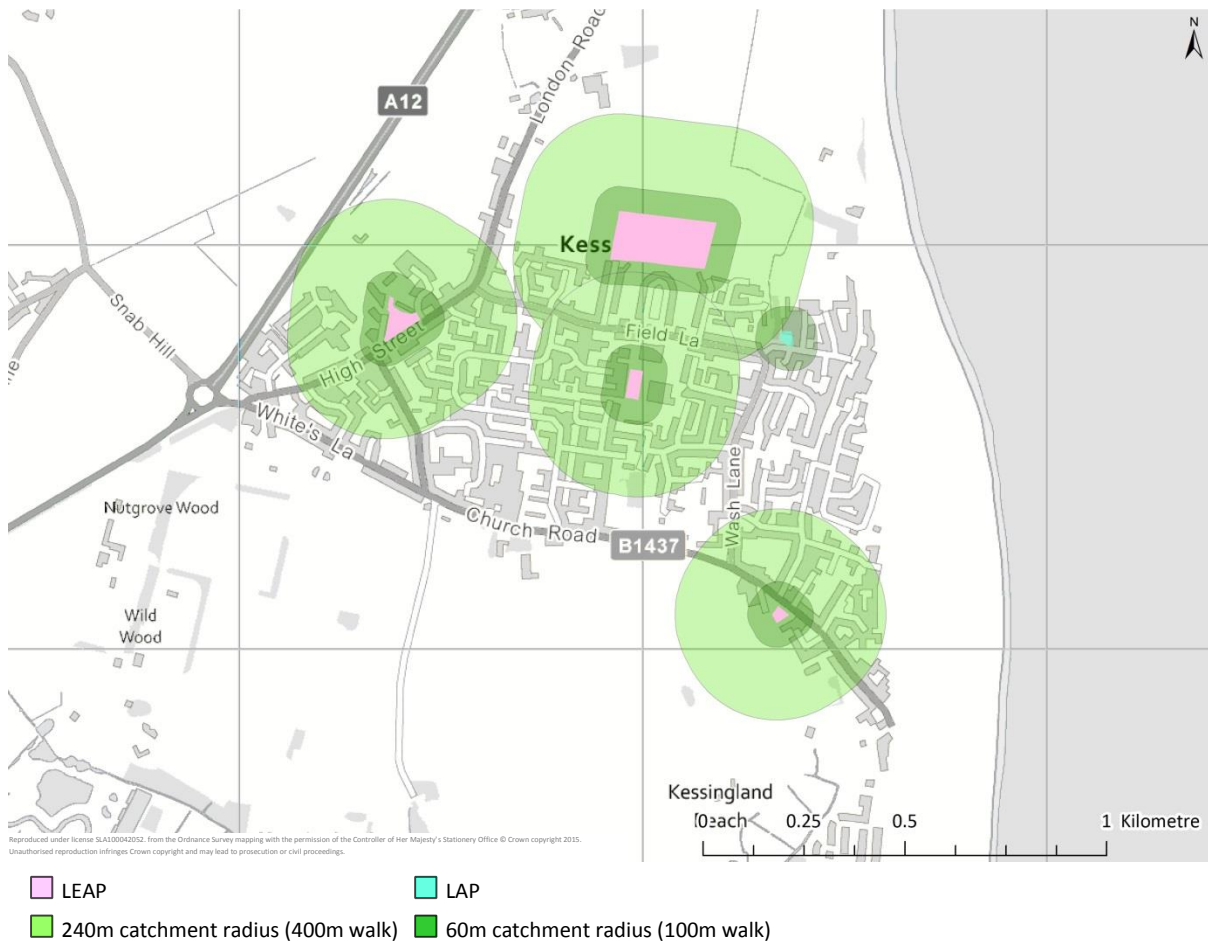 N
London Road
A12
Kess
Snab Hill
High Street
Field La
White's La
Nutgrove Wood
Wash Lane
Church Road
B1437
Wild
Wood
Kessingland
0 0.25 0.5 1 Kilometre
Reproduced under license SLA100042052. from the Ordnance Survey mapping with the permission of the Controller of Her Majesty's Stationery Office © Crown copyright 2015.
Unauthorised reproduction infringes Crown copyright and may lead to prosecution or civil proceedings.
LEAP LAP
240m catchment radius (400m walk) 60m catchment radius (100m walk)